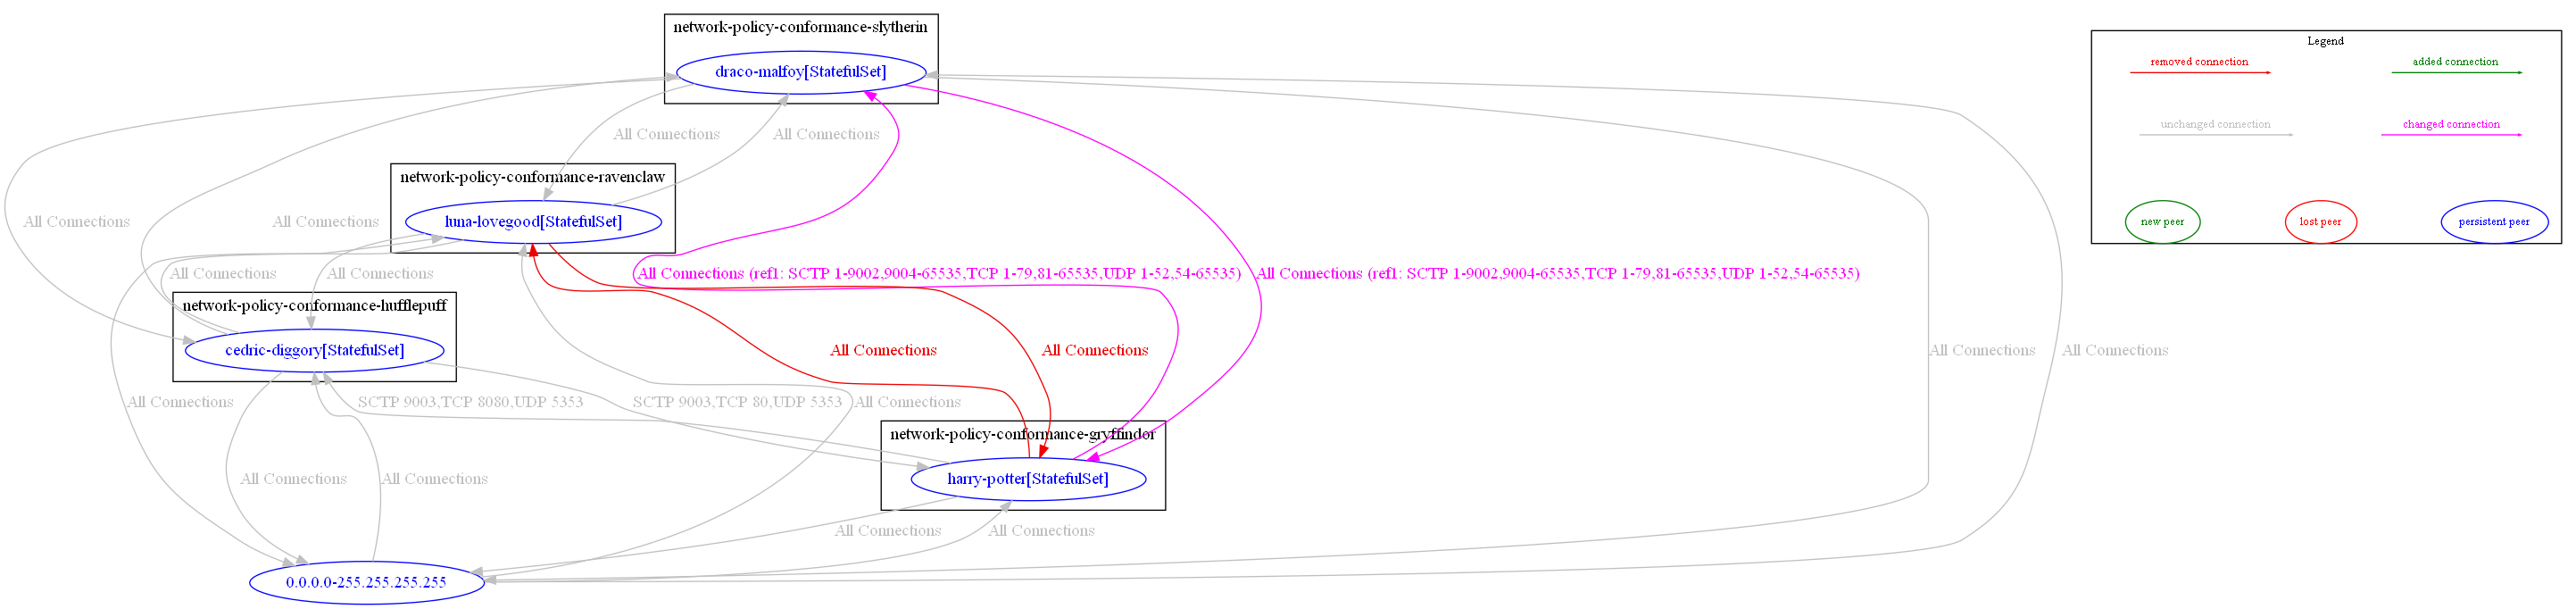 network-policy-conformance-slytherin
draco-malfoy[StatefulSet]
Legend
removed connection
added connection
unchanged connection
changed connection
new peer
lost peer
persistent peer
All Connections
All Connections
network-policy-conformance-ravenclaw
luna-lovegood[StatefulSet]
All Connections
All Connections
All Connections
All Connections
All Connections (ref1: SCTP 1-9002,9004-65535,TCP 1-79,81-65535,UDP 1-52,54-65535)
All Connections (ref1: SCTP 1-9002,9004-65535,TCP 1-79,81-65535,UDP 1-52,54-65535)
network-policy-conformance-hufflepuff
cedric-diggory[StatefulSet]
All Connections
All Connections
All Connections
All Connections
All Connections
SCTP 9003,TCP 8080,UDP 5353
SCTP 9003,TCP 80,UDP 5353
All Connections
network-policy-conformance-gryffindor
harry-potter[StatefulSet]
All Connections
All Connections
All Connections
All Connections
0.0.0.0-255.255.255.255